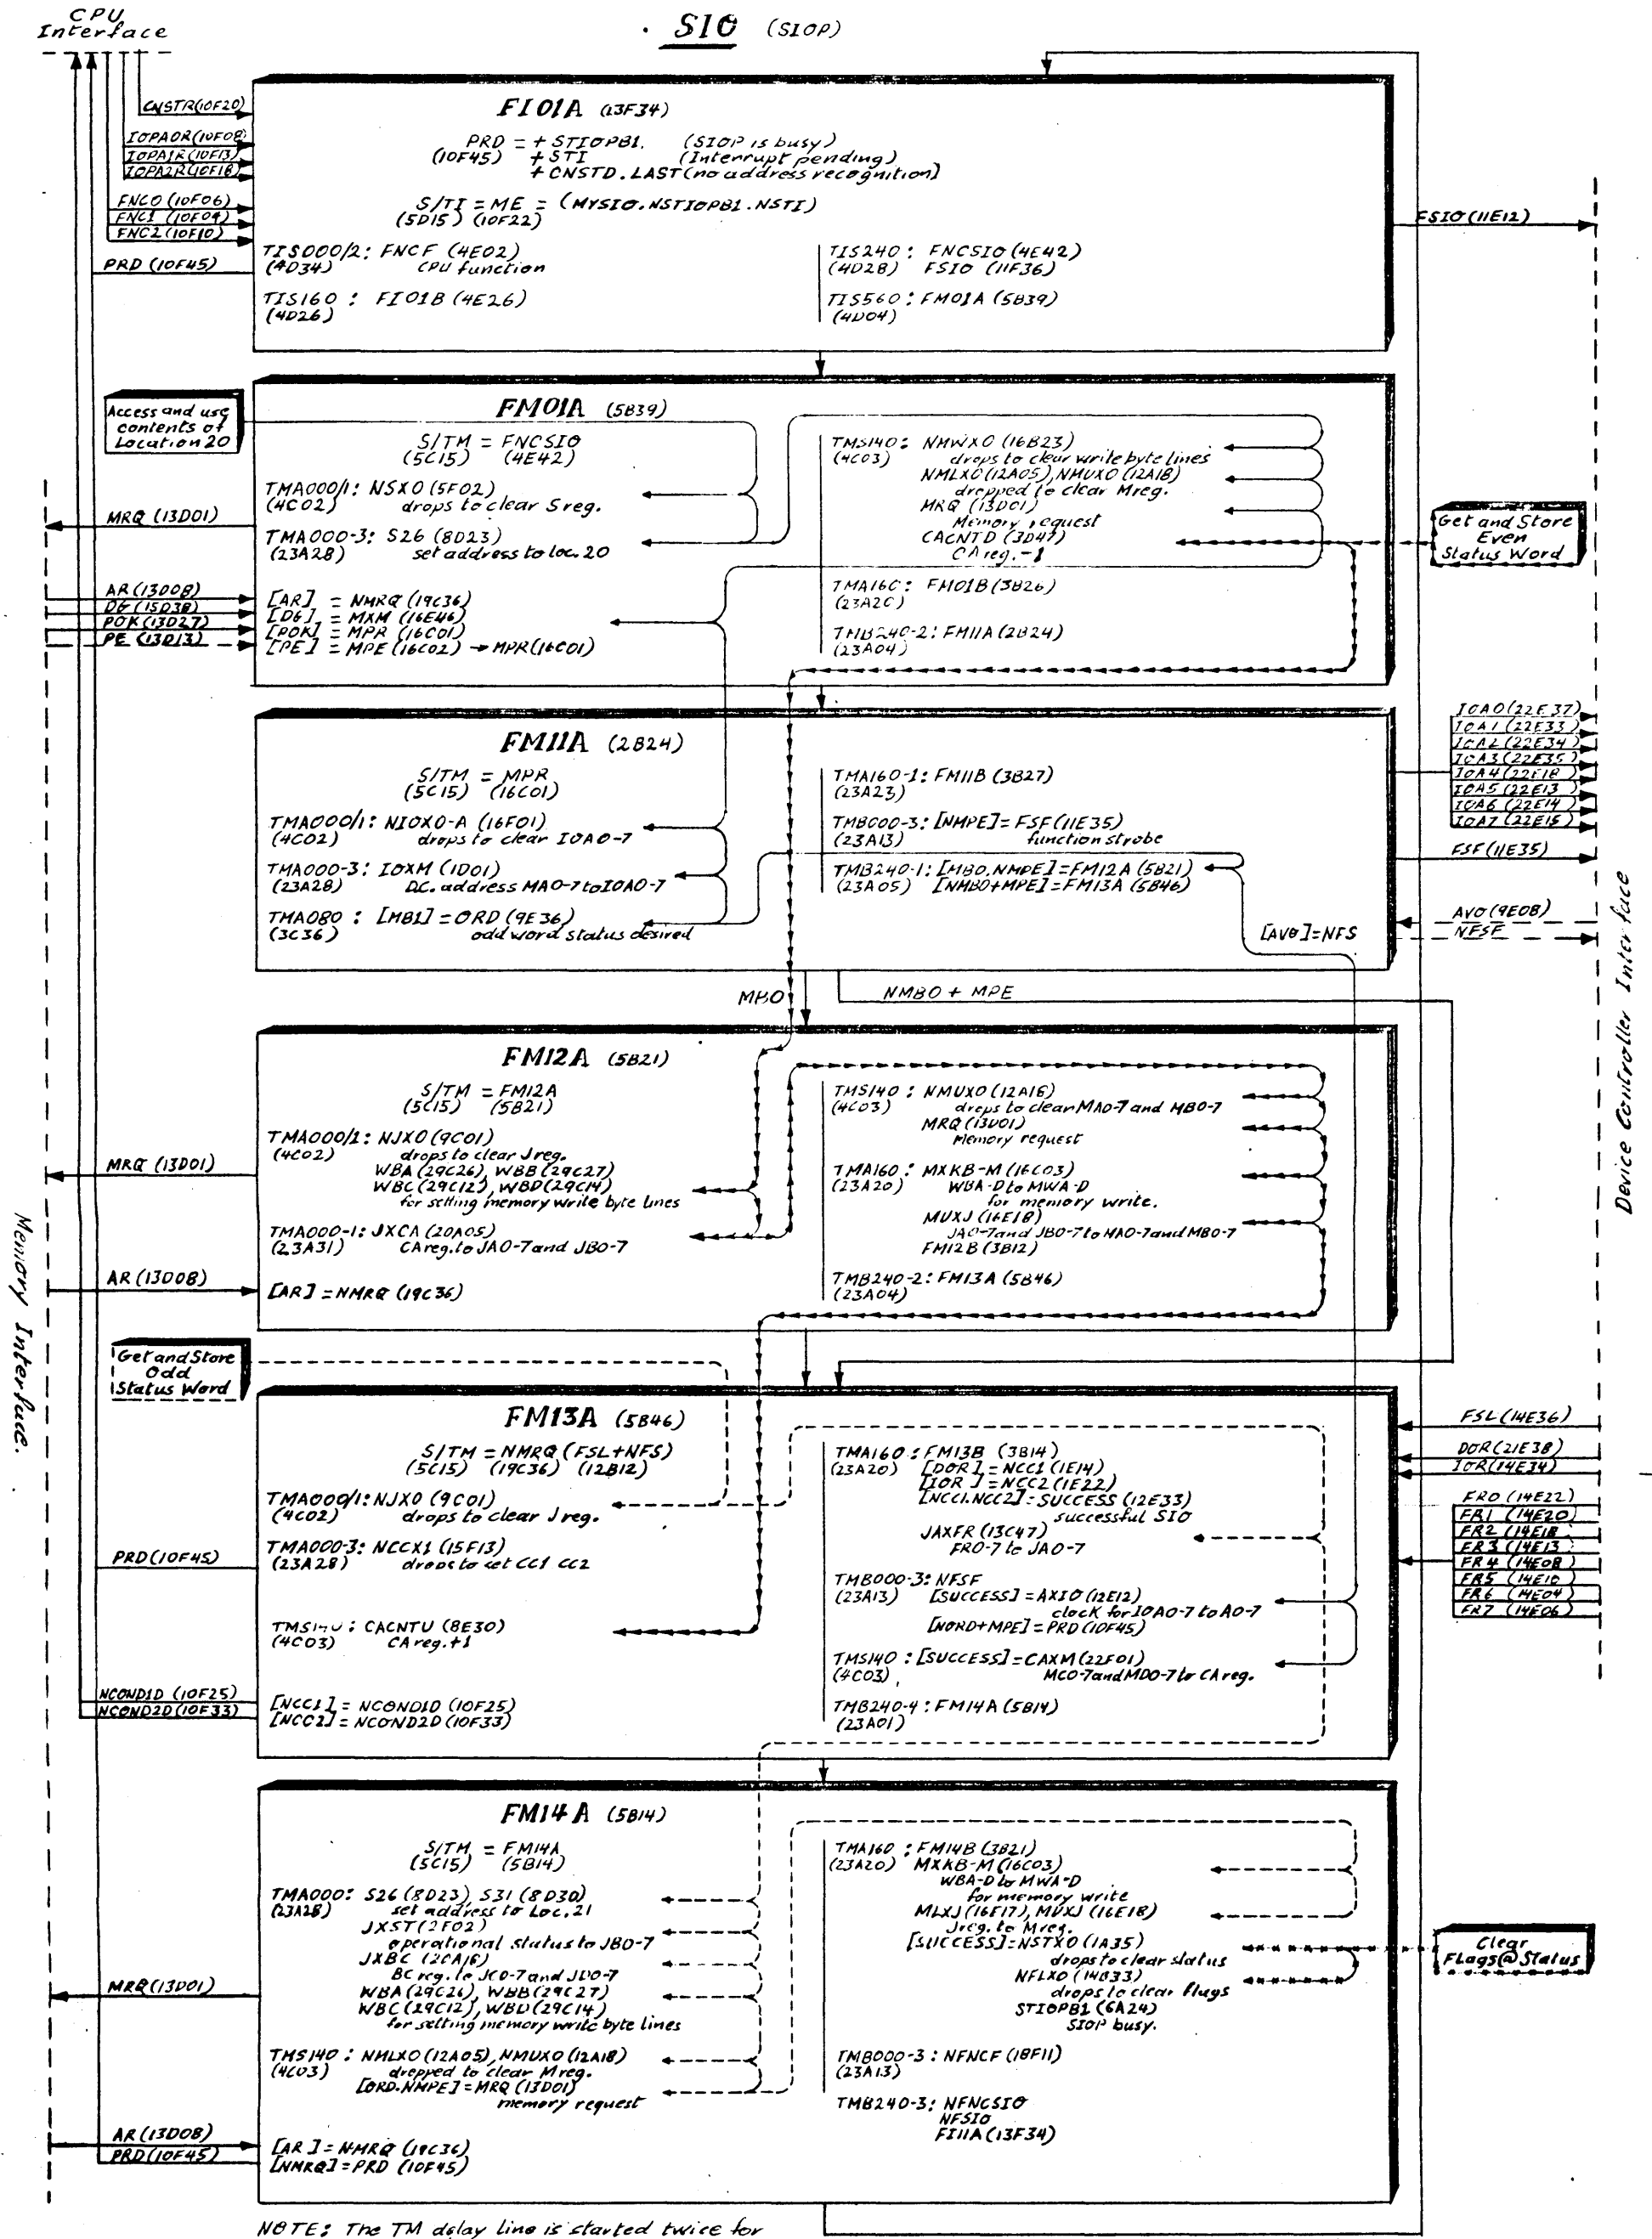 CPU
Interface
SIO (SIOP)
CNSTR(10F20)
IOPA0R(10F08)
IOPA1R(10F13)
IOPA2R(10F18)
FNC0 (10F06)
FNC1 (10F04)
FNC2 (10F10)
PRD (10F45)
FI01A (13F34)
PRD = + STIOPB1. (SIOP is busy)
(10F45) + STI (Interrupt pending)
+ CNSTD.LAST (no address recognition)
S/TI = ME = (MYSIO.NSTIOPB1.NSTI)
(5D15) (10F22)
TIS000/2: FNCF (4E02)
(4D34) CPU function
TIS160 : FI01B (4E26)
(4D26)
TIS240 : FNCSIO (4E42)
(4D28) FSIO (11F36)
TIS560 : FM01A (5B39)
(4D04)
FSIO (11E12)
Access and use
contents of
Location 20
MRQ (13D01)
AR (13D08)
DG (15D38)
POK (13D27)
PE (13D13)
FM01A (5B39)
S/TM = FNCSIO
(5C15) (4E42)
TMA000/1: NSX0 (5F02)
(4C02) drops to clear S reg.
TMA000-3: S26 (8D23)
(23A28) set address to loc. 20
[AR] = NMRQ (19C36)
[DG] = MXM (16E46)
[POK] = MPR (16C01)
[PE] = MPE (16C02) → MPR (16C01)
TMS140: NMWX0 (16B23)
(4C03) drops to clear write byte lines
NMLX0 (12A05), NMUX0 (12A18)
dropped to clear M reg.
MRQ (13D01)
Memory request
CACNTD (3D47)
CA reg. -1
TMA160: FM01B (3B26)
(23A20)
TMB240-2: FM11A (2B24)
(23A04)
Get and Store
Even
Status Word
FM11A (2B24)
S/TM = MPR
(5C15) (16C01)
TMA000/1: NIOX0-A (16F01)
(4C02) drops to clear IOA0-7
TMA000-3: IOXM (1D01)
(23A28) DC. address MA0-7 to IOA0-7
TMA080 : [MB1] = ORD (9E36)
(3C36) odd word status desired
TMA160-1: FM11B (3B27)
(23A23)
TMB000-3: [NMPE] = FSF (11E35)
(23A13) function strobe
TMB240-1: [MB0.NMPE] = FM12A (5B21)
(23A05) [NMB0+MPE] = FM13A (5B46)
[AVO] = NFS
IOA0 (22E37)
IOA1 (22E33)
IOA2 (22E34)
IOA3 (22E35)
IOA4 (22E18)
IOA5 (22E13)
IOA6 (22E14)
IOA7 (22E15)
FSF (11E35)
AVO (9E08)
NFSF
Device Controller Interface
MB0
NMB0 + MPE
FM12A (5B21)
S/TM = FM12A
(5C15) (5B21)
TMA000/1: NJX0 (9C01)
(4C02) drops to clear J reg.
WBA (29C26), WBB (29C27)
WBC (29C12), WBD (29C14)
for setting memory write byte lines
TMA000-1: JXCA (20A05)
(23A31) CA reg. to JA0-7 and JB0-7
[AR] = NMRQ (19C36)
TMS140 : NMUX0 (12A18)
(4C03) drops to clear MA0-7 and MB0-7
MRQ (13D01)
Memory request
TMA160 : MXKB-M (16C03)
(23A20) WBA-D to MWA-D
for memory write.
MUXJ (16E18)
JA0-7 and JB0-7 to MA0-7 and MB0-7
FM12B (3B12)
TMB240-2: FM13A (5B46)
(23A04)
MRQ (13D01)
AR (13D08)
Memory Interface.
Get and Store
Odd
Status Word
FM13A (5B46)
S/TM = NMRQ (FSL+NFS)
(5C15) (19C36) (12B12)
TMA000/1: NJX0 (9C01)
(4C02) drops to clear J reg.
TMA000-3: NCCX1 (15F13)
(23A28) drops to set CC1 CC2
TMS140 : CACNTU (8E30)
(4C03) CA reg. +1
[NCC1] = NCOND1D (10F25)
[NCC2] = NCOND2D (10F33)
TMA160: FM13B (3B14)
(23A20) [DOR] = NCC1 (1E14)
[IOR] = NCC2 (1E22)
[NCC1.NCC2] = SUCCESS (12E33)
successful SIO
JAXFR (13C47)
FR0-7 to JA0-7
TMB000-3: NFSF
(23A13) [SUCCESS] = AXIO (12E12)
clock for IOA0-7 to A0-7
[NORD+MPE] = PRD (10F45)
TMS140 : [SUCCESS] = CAXM (22F01)
(4C03) MC0-7 and MD0-7 to CA reg.
TMB240-4: FM14A (5B14)
(23A01)
PRD (10F45)
NCOND1D (10F25)
NCOND2D (10F33)
FSL (14E36)
DOR (21E38)
IOR (14E34)
FR0 (14E22)
FR1 (14E20)
FR2 (14E18)
FR3 (14E13)
FR4 (14E08)
FR5 (14E10)
FR6 (14E04)
FR7 (14E06)
FM14A (5B14)
S/TM = FM14A
(5C15) (5B14)
TMA000: S26 (8D23), S31 (8D30)
(23A28) set address to Loc. 21
JXST (2F02)
operational status to JB0-7
JXBC (20A16)
BC reg. to JC0-7 and JD0-7
WBA (29C26), WBB (29C27)
WBC (29C12), WBD (29C14)
for setting memory write byte lines
TMS140 : NMLX0 (12A05), NMUX0 (12A18)
(4C03) dropped to clear M reg.
[ORD.NMPE] = MRQ (13D01)
memory request
[AR] = NMRQ (19C36)
[NMRQ] = PRD (10F45)
TMA160 : FM14B (3B21)
(23A20) MXKB-M (16C03)
WBA-D to MWA-D
for memory write
MLXJ (16F17), MUXJ (16E18)
J reg. to M reg.
[SUCCESS] = NSTX0 (1A35)
drops to clear status
NFLX0 (14B33)
drops to clear flags
STIOPB1 (6A24)
SIOP busy.
TMB000-3 : NFNCF (18F11)
(23A13)
TMB240-3: NFNCSIO
NFSIO
FI11A (13F34)
Clear
Flags @ Status
MRQ (13D01)
AR (13D08)
PRD (10F45)
NOTE: The TM delay line is started twice for